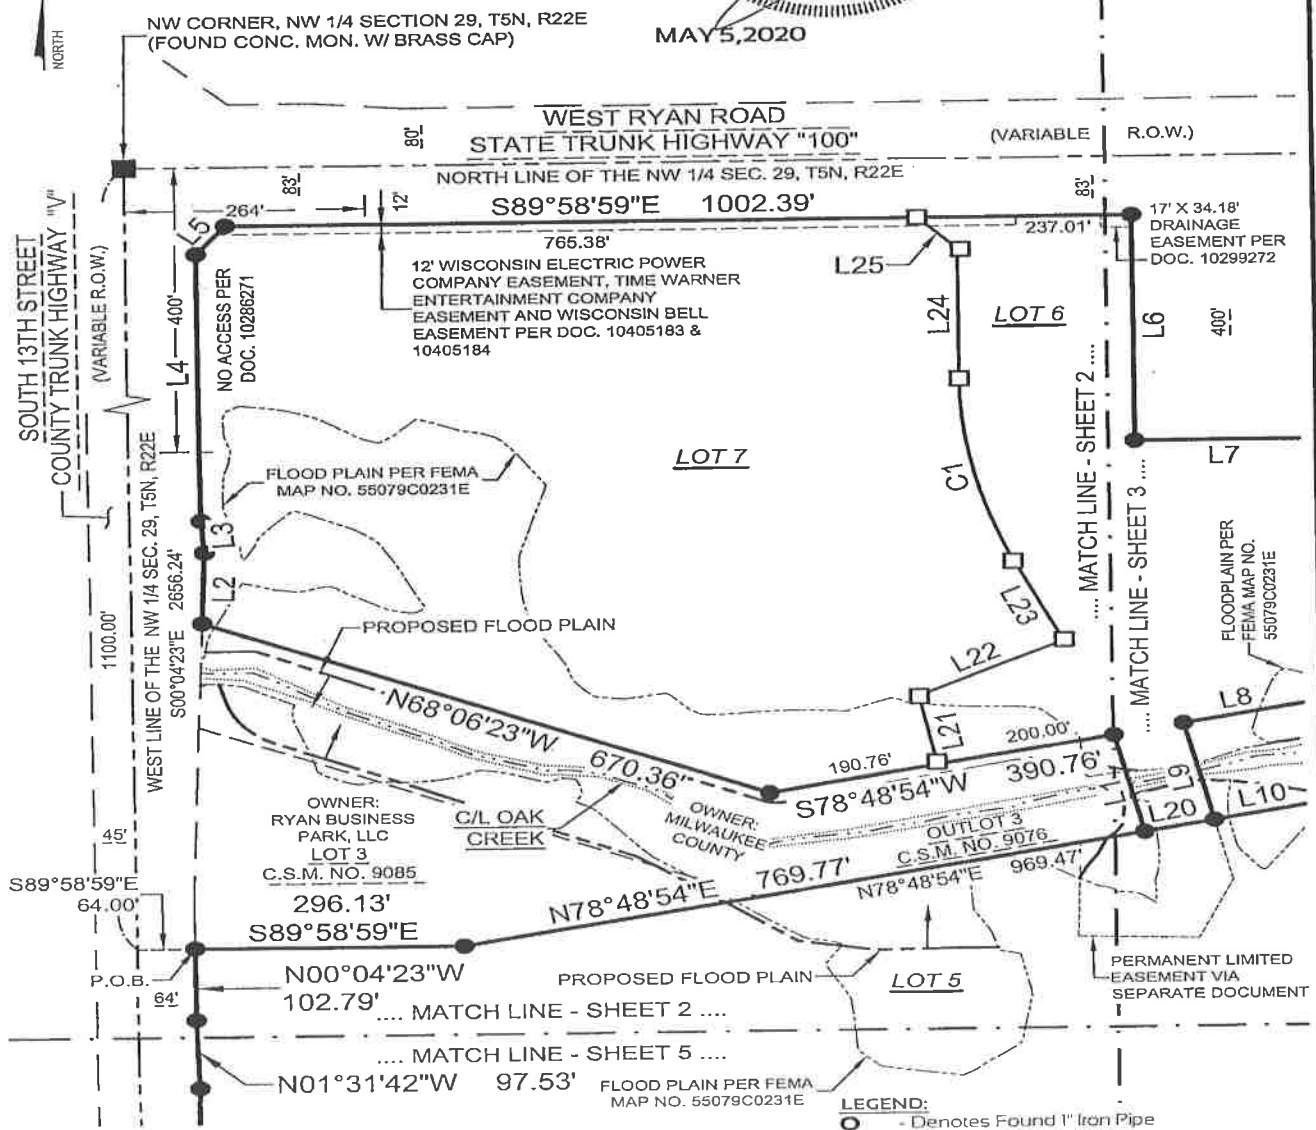 NW CORNER, NW 1/4 SECTION 29, T5N, R22E
(FOUND CONC. MON. W/ BRASS CAP)
NORTH
MAY 5,2020
WEST RYAN ROAD
STATE TRUNK HIGHWAY "100"
(VARIABLE R.O.W.)
80'
NORTH LINE OF THE NW 1/4 SEC. 29, T5N, R22E
83'
83'
12'
264'
S89°58'59"E 1002.39'
765.38'
237.01'
17' X 34.18'
DRAINAGE
EASEMENT PER
DOC. 10299272
L5
L25
12' WISCONSIN ELECTRIC POWER
COMPANY EASEMENT, TIME WARNER
ENTERTAINMENT COMPANY
EASEMENT AND WISCONSIN BELL
EASEMENT PER DOC. 10405183 &
10405184
SOUTH 13TH STREET
COUNTY TRUNK HIGHWAY "V"
(VARIABLE R.O.W.)
400'
L4
NO ACCESS PER
DOC. 10286271
L24
LOT 6
L6
400'
LOT 7
L7
C1
.... MATCH LINE - SHEET 2 ....
.... MATCH LINE - SHEET 3 ....
FLOOD PLAIN PER FEMA
MAP NO. 55079C0231E
L3
L2
WEST LINE OF THE NW 1/4 SEC. 29, T5N, R22E
S00°04'23"E 2656.24'
1100.00'
PROPOSED FLOOD PLAIN
L23
L22
FLOODPLAIN PER
FEMA MAP NO.
55079C0231E
L8
N68°06'23"W 670.36'
L21
190.76'
200.00'
S78°48'54"W 390.76'
L9
L10
L20
OWNER:
RYAN BUSINESS
PARK, LLC
LOT 3
C.S.M. NO. 9085
C/L OAK
CREEK
OWNER:
MILWAUKEE
COUNTY
OUTLOT 3
C.S.M. NO. 9076
N78°48'54"E 769.77'
N78°48'54"E 969.47'
45'
S89°58'59"E
64.00'
296.13'
S89°58'59"E
P.O.B.
64'
N00°04'23"W
102.79'
PROPOSED FLOOD PLAIN
LOT 5
PERMANENT LIMITED
EASEMENT VIA
SEPARATE DOCUMENT
.... MATCH LINE - SHEET 2 ....
.... MATCH LINE - SHEET 5 ....
N01°31'42"W 97.53'
FLOOD PLAIN PER FEMA
MAP NO. 55079C0231E
LEGEND:
- Denotes Found 1" Iron Pipe